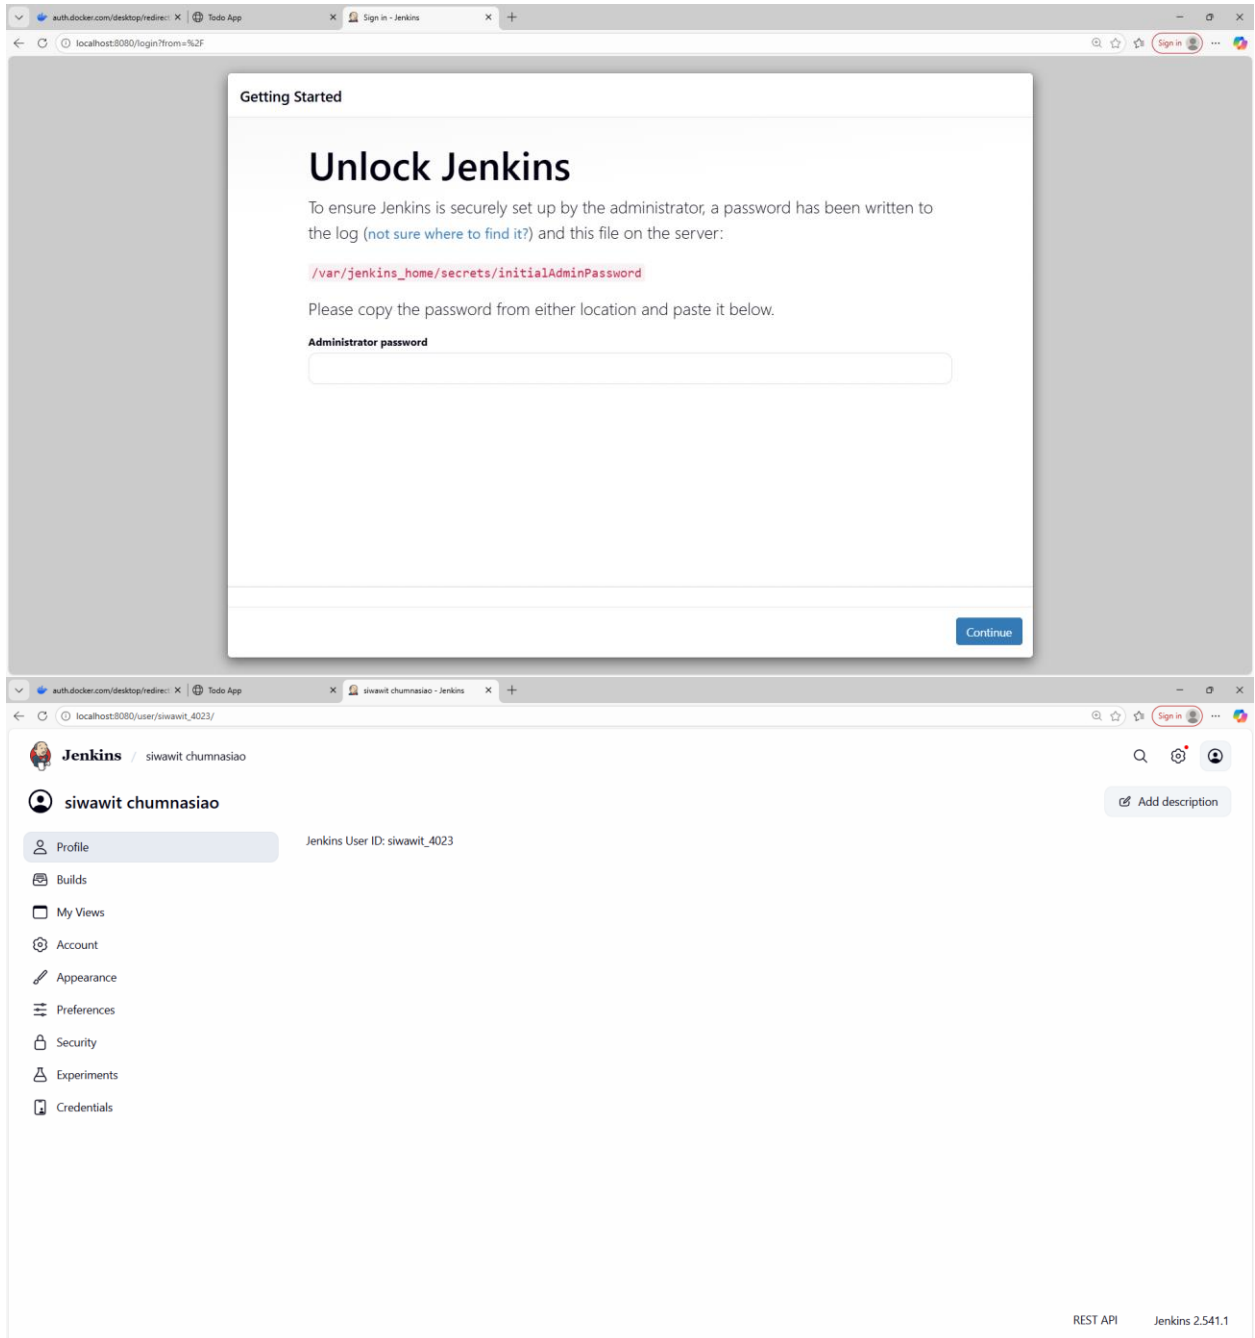 auth.docker.com/desktop/redirect
Todo App
Sign in - Jenkins
localhost:8080/login?from=%2F
Sign in
Getting Started
Unlock Jenkins
To ensure Jenkins is securely set up by the administrator, a password has been written to
the log (not sure where to find it?) and this file on the server:
/var/jenkins_home/secrets/initialAdminPassword
Please copy the password from either location and paste it below.
Administrator password
Continue
auth.docker.com/desktop/redirect
Todo App
siwawit chumnasiao - Jenkins
localhost:8080/user/siwawit_4023/
Sign in
Jenkins / siwawit chumnasiao
siwawit chumnasiao
Add description
Profile
Jenkins User ID: siwawit_4023
Builds
My Views
Account
Appearance
Preferences
Security
Experiments
Credentials
REST API
Jenkins 2.541.1